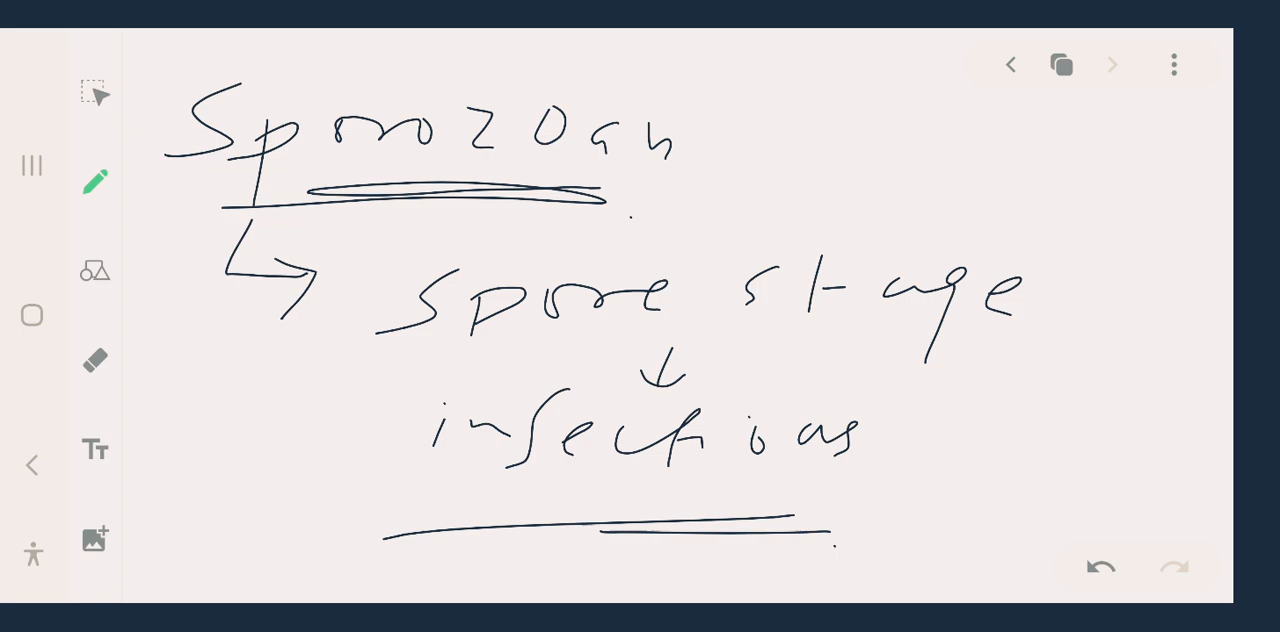 Sporozoan
↳ spore stage
↓
infectious